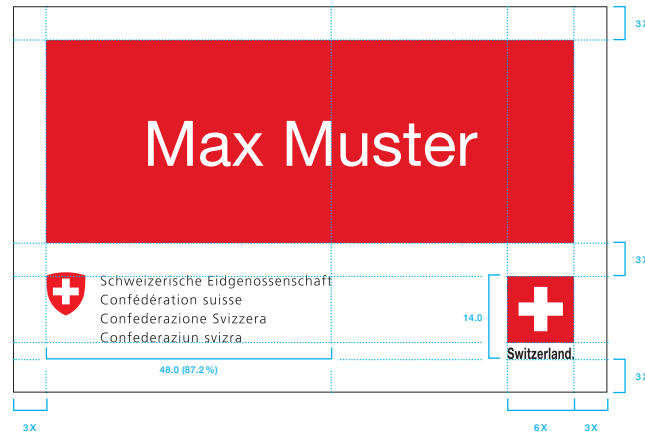 3X
Max Muster
3X
Schweizerische Eidgenossenschaft
Confédération suisse
Confederazione Svizzera
Confederaziun svizra
14.0
Switzerland.
48.0 (87.2%)
3X
3X
6X
3X